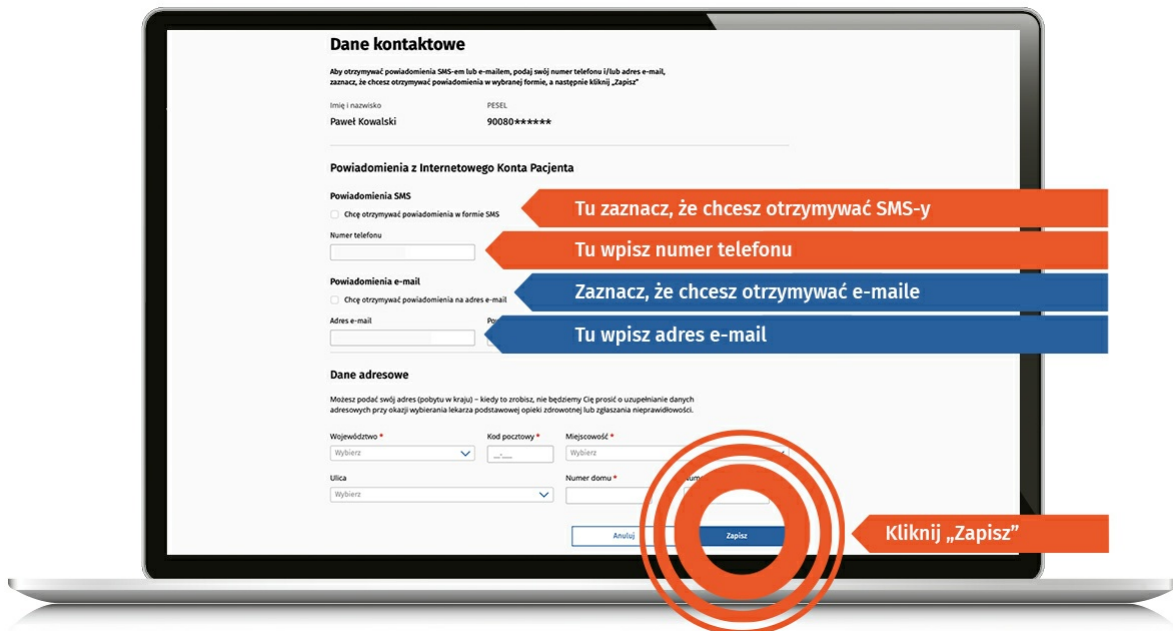 Dane kontaktowe
Aby otrzymywać powiadomienia SMS-em lub e-mailem, podaj swój numer telefonu i/lub adres e-mail,
zaznacz, że chcesz otrzymywać powiadomienia w wybranej formie, a następnie kliknij „Zapisz"
Imię i nazwisko PESEL
Paweł Kowalski 90080******
Powiadomienia z Internetowego Konta Pacjenta
Powiadomienia SMS
Chcę otrzymywać powiadomienia w formie SMS
Tu zaznacz, że chcesz otrzymywać SMS-y
Numer telefonu
Tu wpisz numer telefonu
Powiadomienia e-mail
Chcę otrzymywać powiadomienia na adres e-mail
Zaznacz, że chcesz otrzymywać e-maile
Adres e-mail
Tu wpisz adres e-mail
Dane adresowe
Możesz podać swój adres (pobytu w kraju) – kiedy to zrobisz, nie będziemy Cię prosić o uzupełnianie danych
adresowych przy okazji wybierania lekarza podstawowej opieki zdrowotnej lub zgłaszania nieprawidłowości.
Województwo * Kod pocztowy * Miejscowość *
Wybierz __-___ Wybierz
Ulica Numer domu *
Wybierz
Anuluj Zapisz
Kliknij „Zapisz”